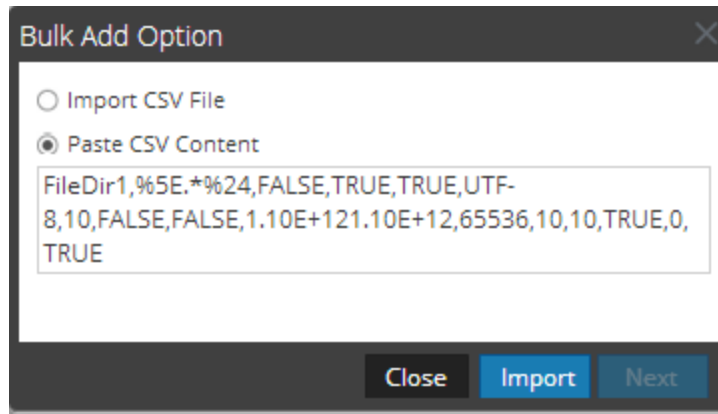 Bulk Add Option
Import CSV File
Paste CSV Content
FileDir1,%5E.*%24,FALSE,TRUE,TRUE,UTF-
8,10,FALSE,FALSE,1.10E+121.10E+12,65536,10,10,TRUE,0,
TRUE
Close Import Next